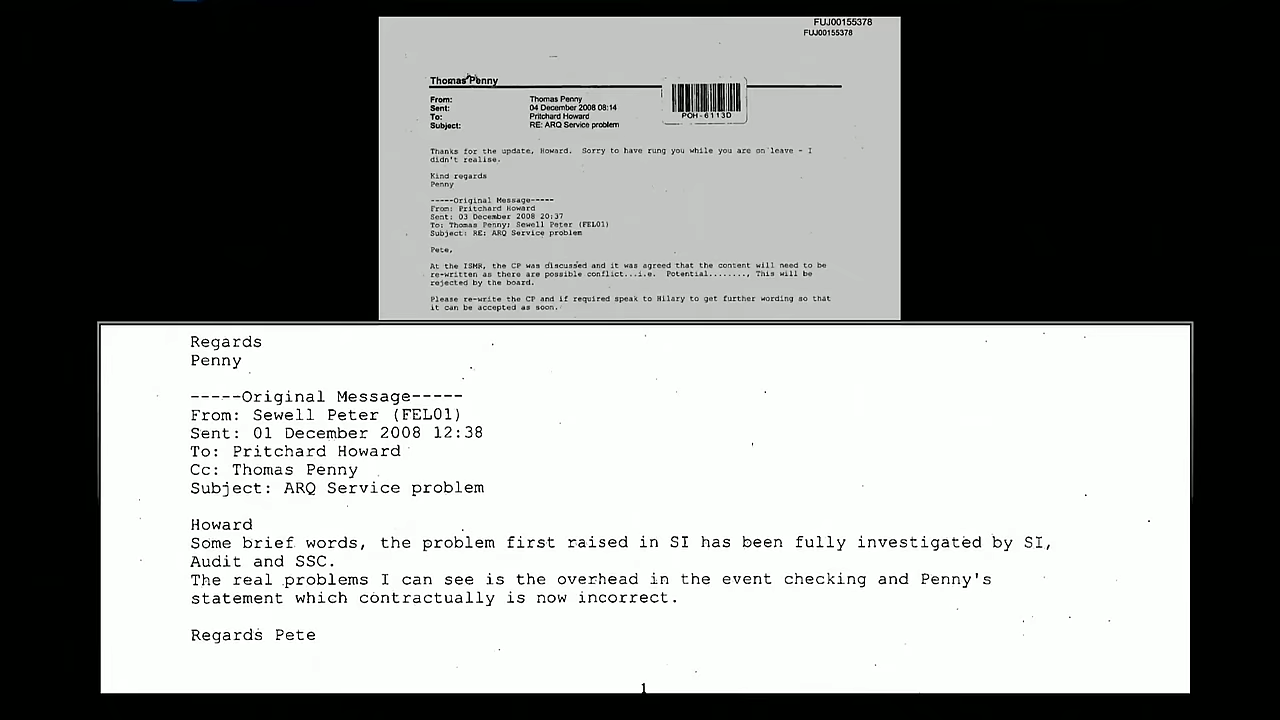 FUJ00155378
FUJ00155378
Thomas Penny
From: Thomas Penny
Sent: 04 December 2008 08:14
To: Pritchard Howard
Subject: RE: ARQ Service problem
POH-6113D
Thanks for the update, Howard. Sorry to have rung you while you are on leave - I
didn't realise.
Kind regards
Penny
-----Original Message-----
From: Pritchard Howard
Sent: 03 December 2008 20:37
To: Thomas Penny; Sewell Peter (FEL01)
Subject: RE: ARQ Service problem
Pete,
At the ISMR, the CP was discussed and it was agreed that the content will need to be
re-written as there are possible conflict...i.e. Potential........, This will be
rejected by the board.
Please re-write the CP and if required speak to Hilary to get further wording so that
it can be accepted as soon.
Regards
Penny
-----Original Message-----
From: Sewell Peter (FEL01)
Sent: 01 December 2008 12:38
To: Pritchard Howard
Cc: Thomas Penny
Subject: ARQ Service problem
Howard
Some brief words, the problem first raised in SI has been fully investigated by SI,
Audit and SSC.
The real problems I can see is the overhead in the event checking and Penny's
statement which contractually is now incorrect.
Regards Pete
1